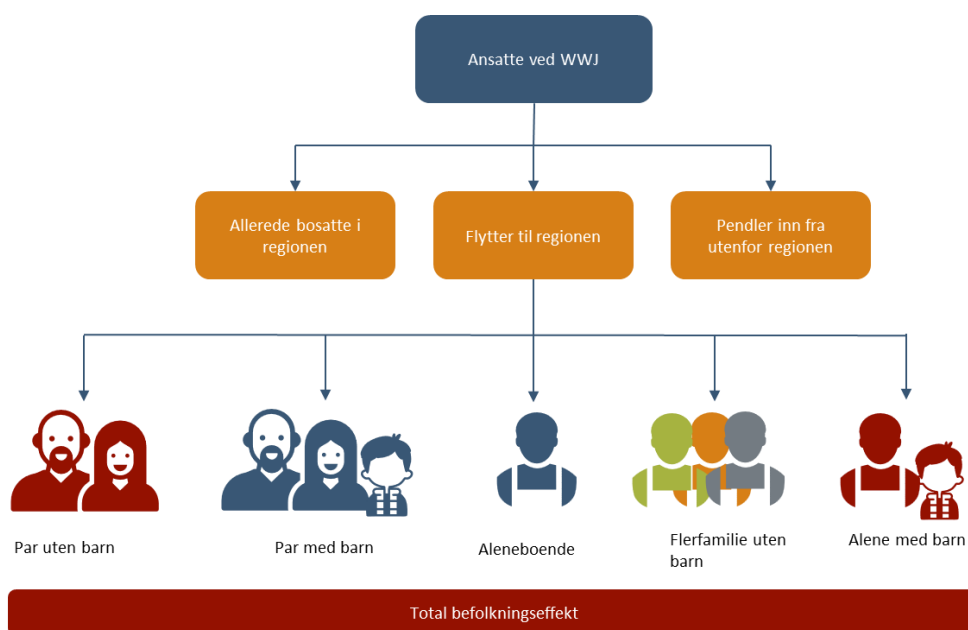 Ansatte ved WWJ
Allerede bosatte i
regionen
Flytter til regionen
Pendler inn fra
utenfor regionen
Par uten barn
Par med barn
Aleneboende
Flerfamilie uten
barn
Alene med barn
Total befolkningseffekt